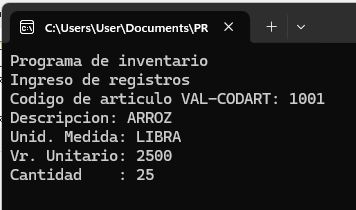 C:\Users\User\Documents\PR
Programa de inventario
Ingreso de registros
Codigo de articulo VAL-CODART: 1001
Descripcion: ARROZ
Unid. Medida: LIBRA
Vr. Unitario: 2500
Cantidad    : 25